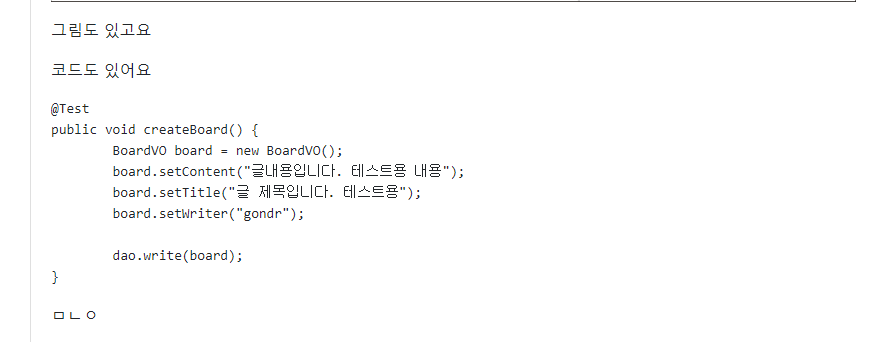 그림도 있고요
코드도 있어요
@Test
public void createBoard() {
        BoardVO board = new BoardVO();
        board.setContent("글내용입니다. 테스트용 내용");
        board.setTitle("글 제목입니다. 테스트용");
        board.setWriter("gondr");

        dao.write(board);
}
ㅁㄴㅇ